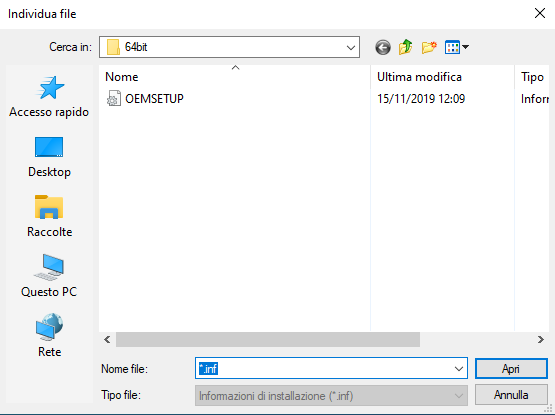 Individua file
Cerca in: 64bit
Nome Ultima modifica Tipo
OEMSETUP 15/11/2019 12:09 Inforr
Accesso rapido
Desktop
Raccolte
Questo PC
Rete
Nome file: *.inf Apri
Tipo file: Informazioni di installazione (*.inf) Annulla